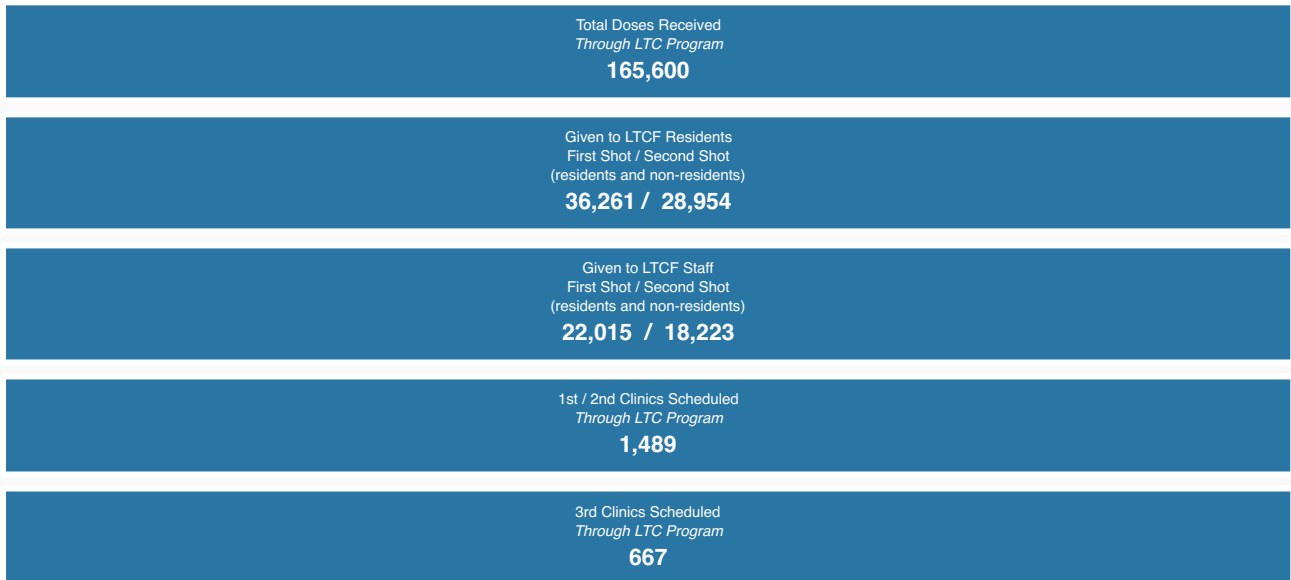 Total Doses Received
Through LTC Program
165,600
Given to LTCF Residents
First Shot / Second Shot
(residents and non-residents)
36,261 / 28,954
Given to LTCF Staff
First Shot / Second Shot
(residents and non-residents)
22,015 / 18,223
1st / 2nd Clinics Scheduled
Through LTC Program
1,489
3rd Clinics Scheduled
Through LTC Program
667